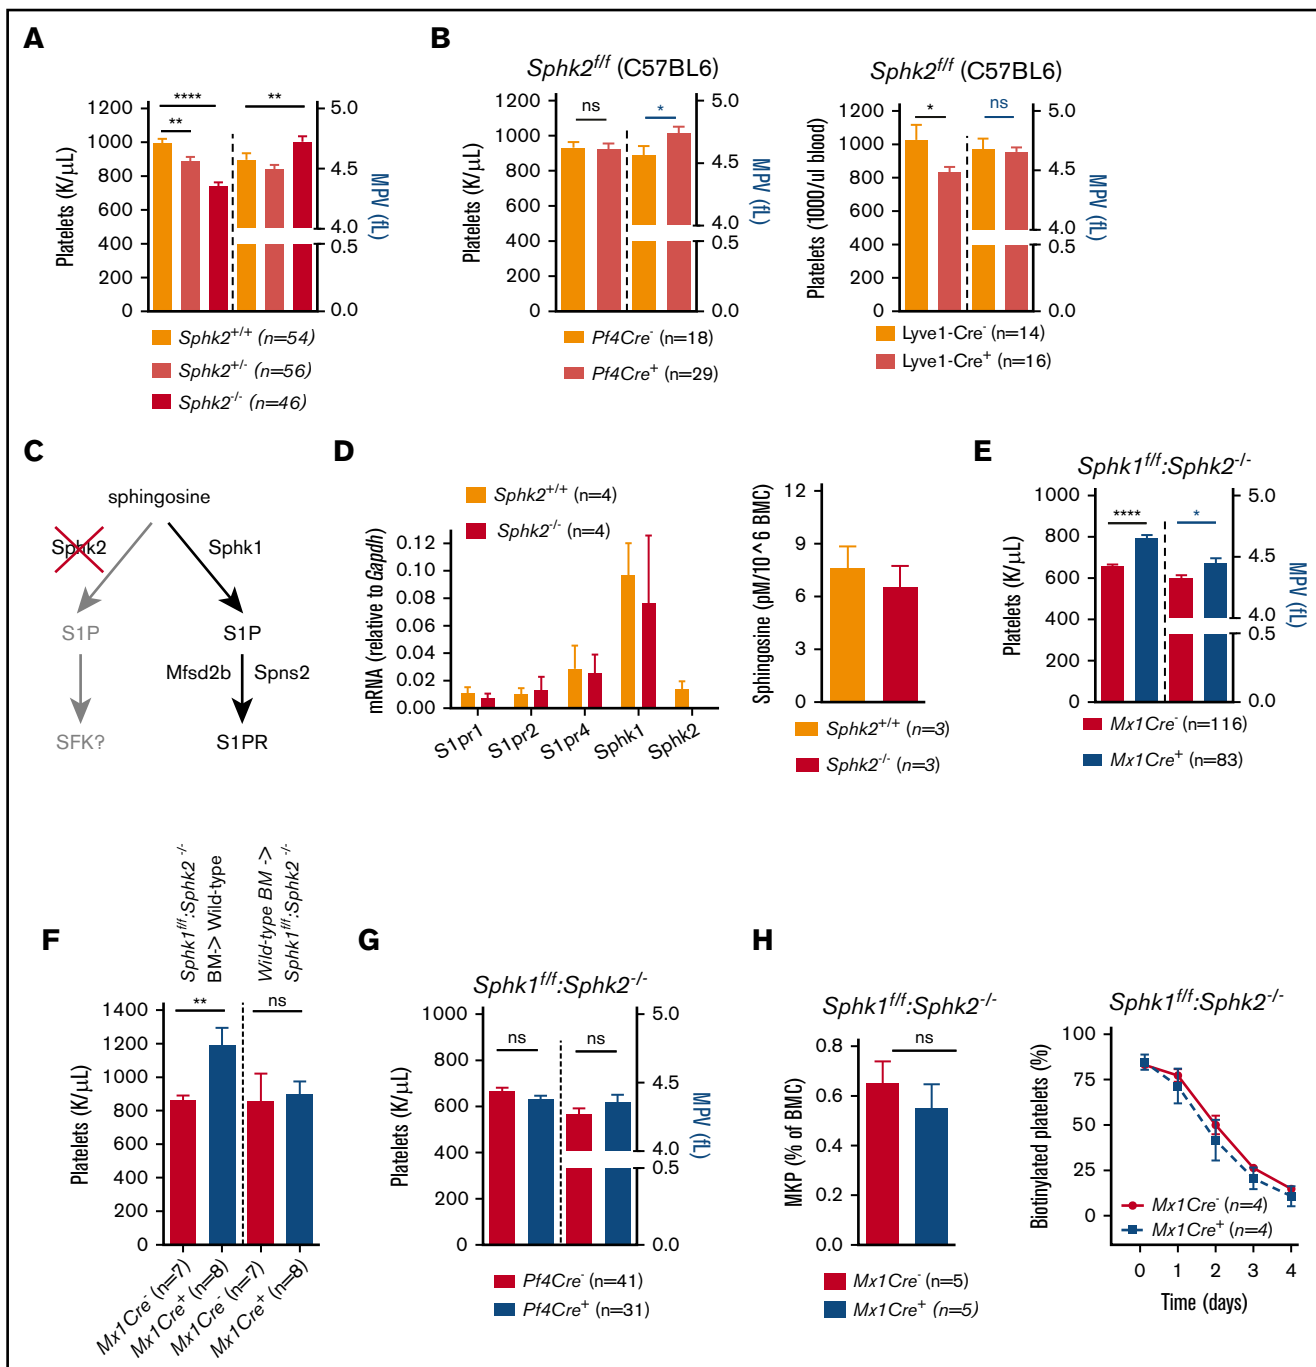 A
Platelets (K/μL)
1200
1000
800
600
400
200
0
****
**
**
5.0
4.5
4.0
0.5
0.0
MPV (fL)
Sphk2+/+ (n=54)
Sphk2+/- (n=56)
Sphk2-/- (n=46)
B
Sphk2f/f (C57BL6)
Platelets (K/μL)
1200
1000
800
600
400
200
0
ns
*
5.0
4.5
4.0
0.5
0.0
MPV (fL)
Pf4Cre- (n=18)
Pf4Cre+ (n=29)
Sphk2f/f (C57BL6)
Platelets (1000/ul blood)
1200
1000
800
600
400
200
0
*
ns
5.0
4.5
4.0
0.5
0.0
MPV (fL)
Lyve1-Cre- (n=14)
Lyve1-Cre+ (n=16)
C
sphingosine
Sphk2
Sphk1
S1P
S1P
Mfsd2b
Spns2
SFK?
S1PR
D
Sphk2+/+ (n=4)
Sphk2-/- (n=4)
mRNA (relative to Gapdh)
0.12
0.10
0.08
0.06
0.04
0.02
0.00
S1pr1
S1pr2
S1pr4
Sphk1
Sphk2
Sphingosine (pM/10^6 BMC)
12
9
6
3
0
Sphk2+/+ (n=3)
Sphk2-/- (n=3)
E
Sphk1f/f:Sphk2-/-
Platelets (K/μL)
1000
800
600
400
200
0
****
*
5.0
4.5
4.0
0.5
0.0
MPV (fL)
Mx1Cre- (n=116)
Mx1Cre+ (n=83)
F
Sphk1f/f:Sphk2-/-
BM-> Wild-type
Wild-type BM ->
Sphk1f/f:Sphk2-/-
Platelets (K/μL)
1400
1200
1000
800
600
400
200
0
**
ns
Mx1Cre- (n=7)
Mx1Cre+ (n=8)
Mx1Cre- (n=7)
Mx1Cre+ (n=8)
G
Sphk1f/f:Sphk2-/-
Platelets (K/μL)
1000
800
600
400
200
0
ns
ns
5.0
4.5
4.0
0.5
0.0
MPV (fL)
Pf4Cre- (n=41)
Pf4Cre+ (n=31)
H
Sphk1f/f:Sphk2-/-
MKP (% of BMC)
0.8
0.6
0.4
0.2
0.0
ns
Mx1Cre- (n=5)
Mx1Cre+ (n=5)
Sphk1f/f:Sphk2-/-
Biotinylated platelets (%)
100
75
50
25
0
Mx1Cre- (n=4)
Mx1Cre+ (n=4)
0 1 2 3 4
Time (days)